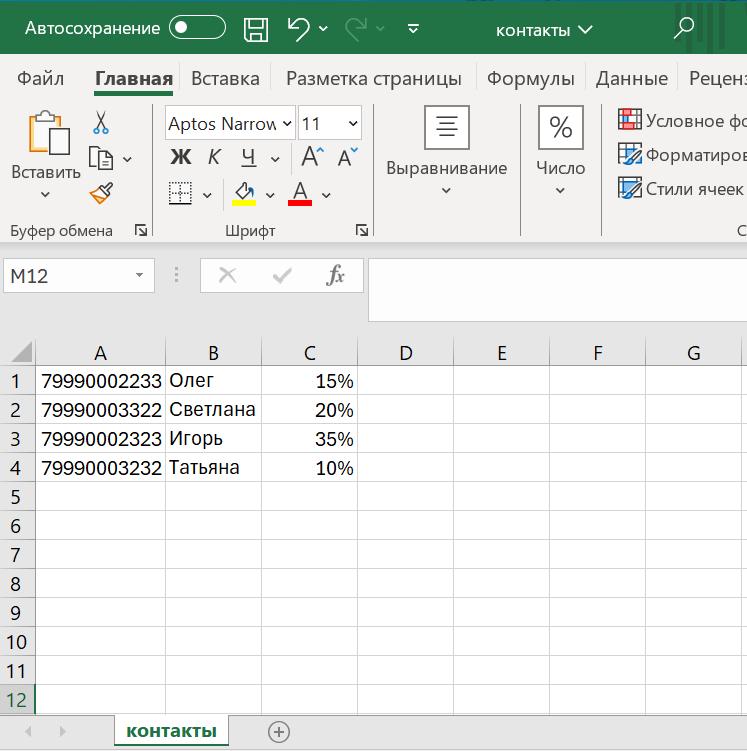 Автосохранение контакты
Файл Главная Вставка Разметка страницы Формулы Данные Реценз
Aptos Narrow 11
Ж К Ч A A
Вставить Выравнивание Число
% Условное фо
Форматиров
Стили ячеек
A
Буфер обмена Шрифт С
M12 fx
A B C D E F G
1 79990002233 Олег 15%
2 79990003322 Светлана 20%
3 79990002323 Игорь 35%
4 79990003232 Татьяна 10%
5
6
7
8
9
10
11
12
контакты